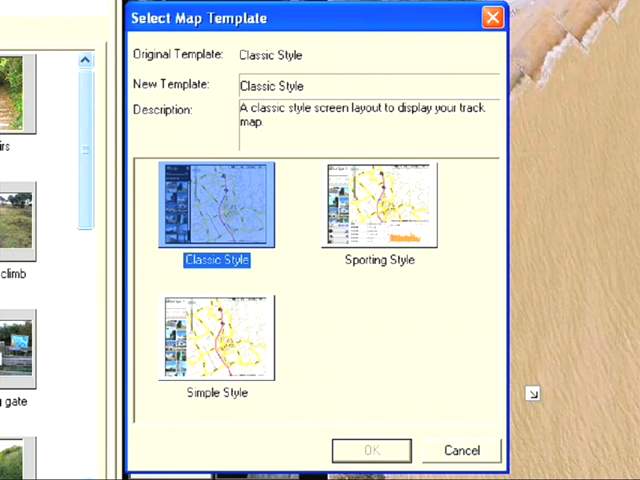 Select Map Template
Original Template: Classic Style
New Template: Classic Style
Description: A classic style screen layout to display your track
map.
Classic Style
Sporting Style
Simple Style
OK
Cancel
irs
climb
gate